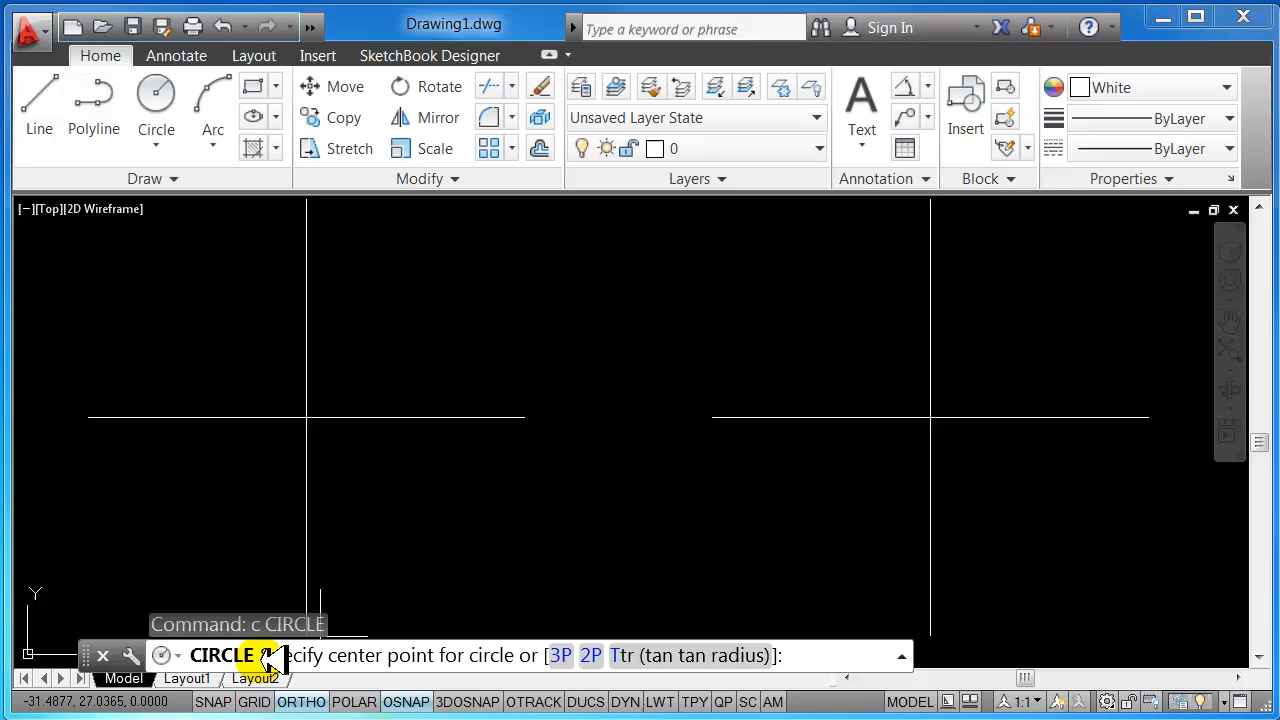 Drawing1.dwg
Type a keyword or phrase
Sign In
Home Annotate Layout Insert SketchBook Designer
Line Polyline Circle Arc
Move Rotate
Copy Mirror
Stretch Scale
Unsaved Layer State
0
Text
Insert
White
ByLayer
ByLayer
Draw Modify Layers Annotation Block Properties
[−][Top][2D Wireframe]
Y
Command: c CIRCLE
CIRCLE ecify center point for circle or [3P 2P Ttr (tan tan radius)]:
Model Layout1 Layout2
-31.4877, 27.0365, 0.0000 SNAP GRID ORTHO POLAR OSNAP 3DOSNAP OTRACK DUCS DYN LWT TPY QP SC AM MODEL 1:1